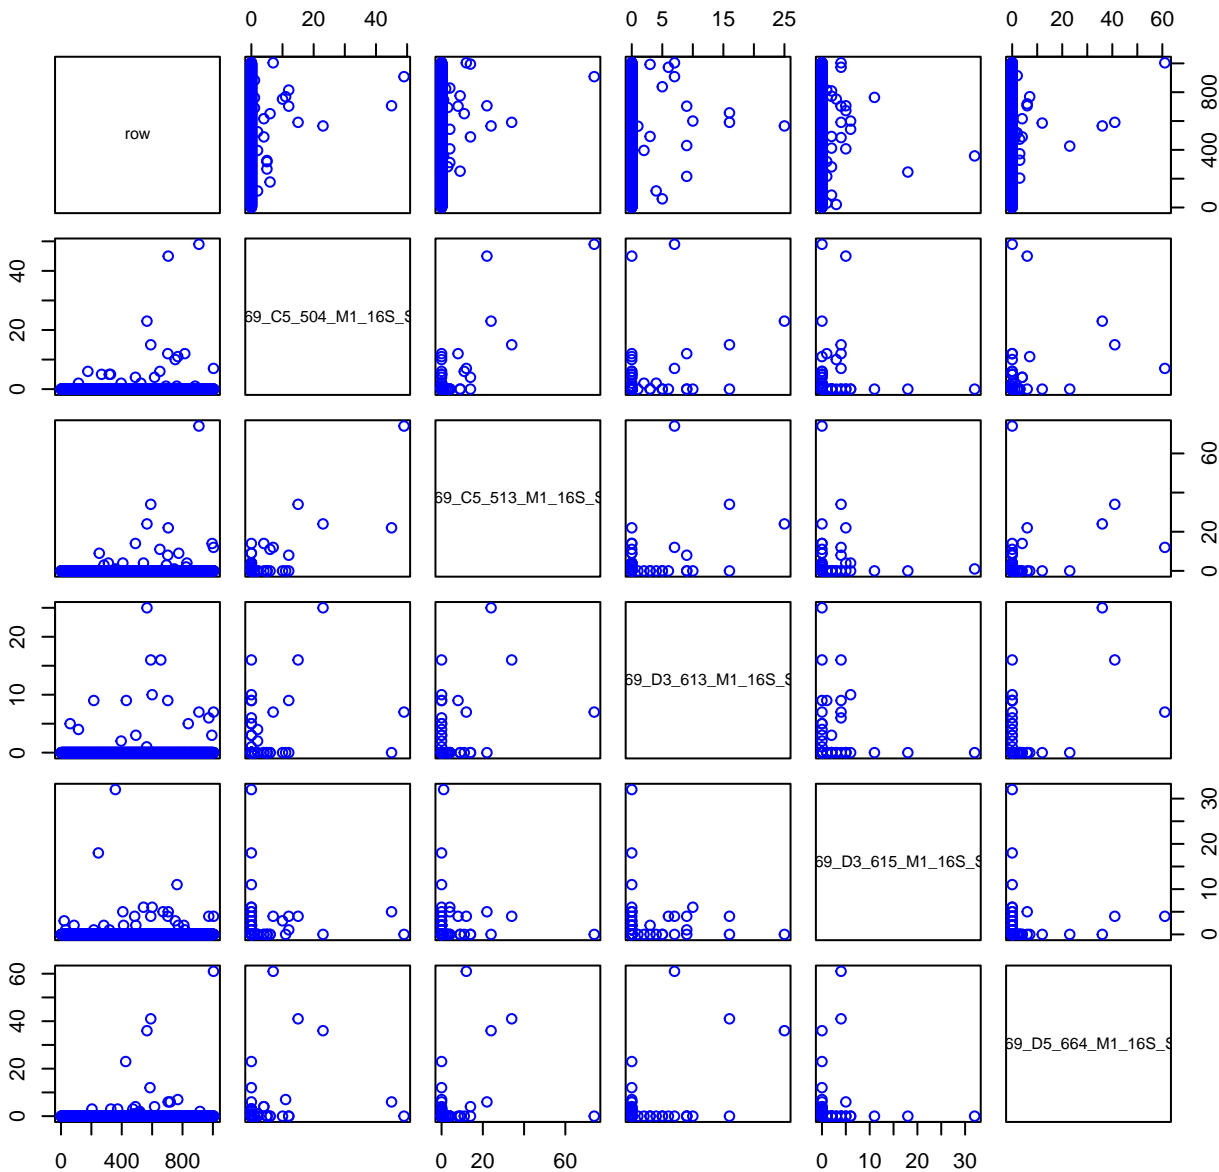 0 20 40
0 5 15 25
0 20 40 60
row
0 400 800
0 20 40
69_C5_504_M1_16S_S
69_C5_513_M1_16S_S
0 20 60
0 10 20
69_D3_613_M1_16S_S
69_D3_615_M1_16S_S
0 10 20 30
0 20 40 60
69_D5_664_M1_16S_S
0 400 800
0 20 60
0 10 20 30